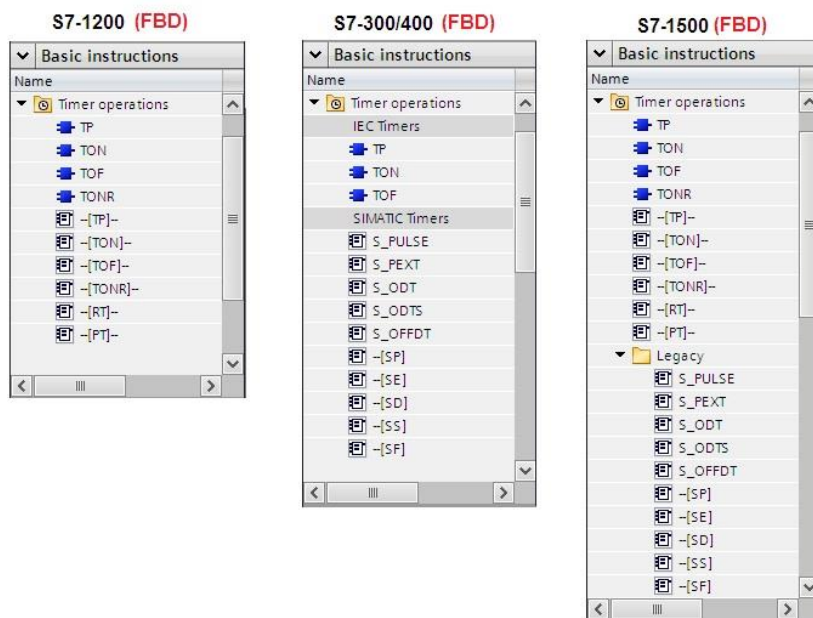 S7-1200 (FBD)
Basic instructions
Name
Timer operations
TP
TON
TOF
TONR
–[TP]–
–[TON]–
–[TOF]–
–[TONR]–
–[RT]–
–[PT]–
S7-300/400 (FBD)
Basic instructions
Name
Timer operations
IEC Timers
TP
TON
TOF
SIMATIC Timers
S_PULSE
S_PEXT
S_ODT
S_ODTS
S_OFFDT
–[SP]
–[SE]
–[SD]
–[SS]
–[SF]
S7-1500 (FBD)
Basic instructions
Name
Timer operations
TP
TON
TOF
TONR
–[TP]–
–[TON]–
–[TOF]–
–[TONR]–
–[RT]–
–[PT]–
Legacy
S_PULSE
S_PEXT
S_ODT
S_ODTS
S_OFFDT
–[SP]
–[SE]
–[SD]
–[SS]
–[SF]